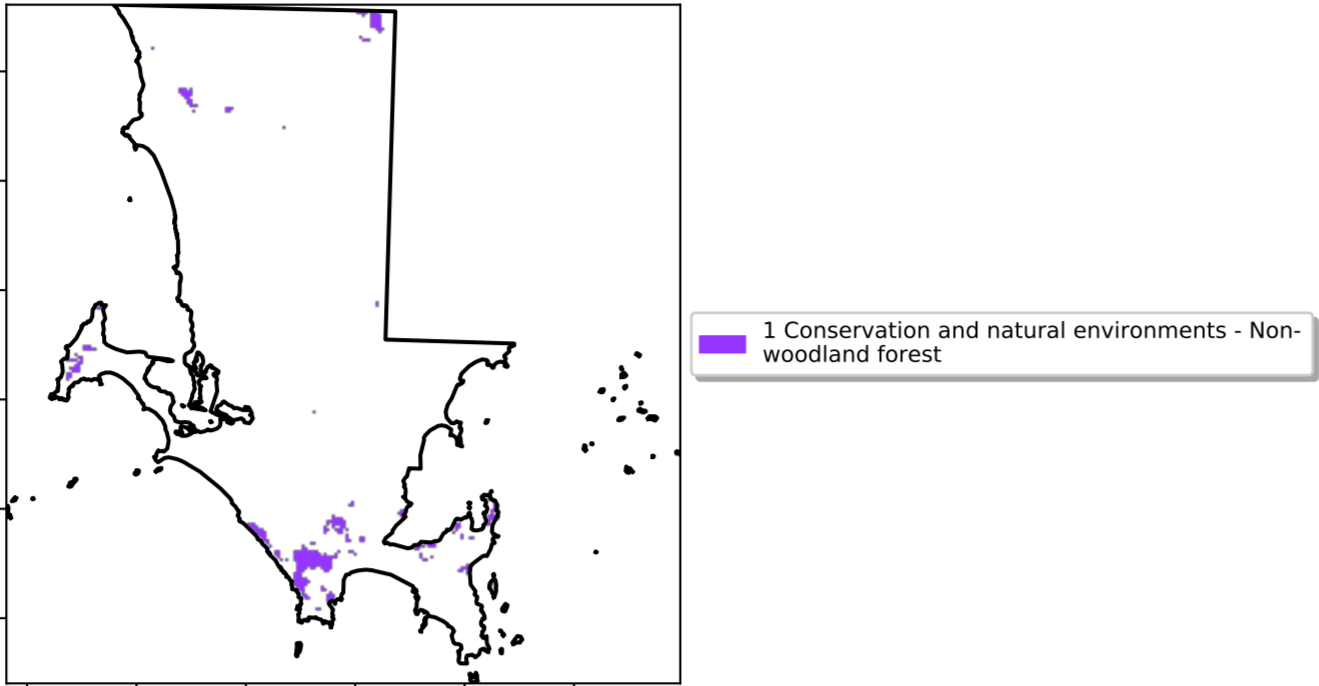 1 Conservation and natural environments - Non-
woodland forest